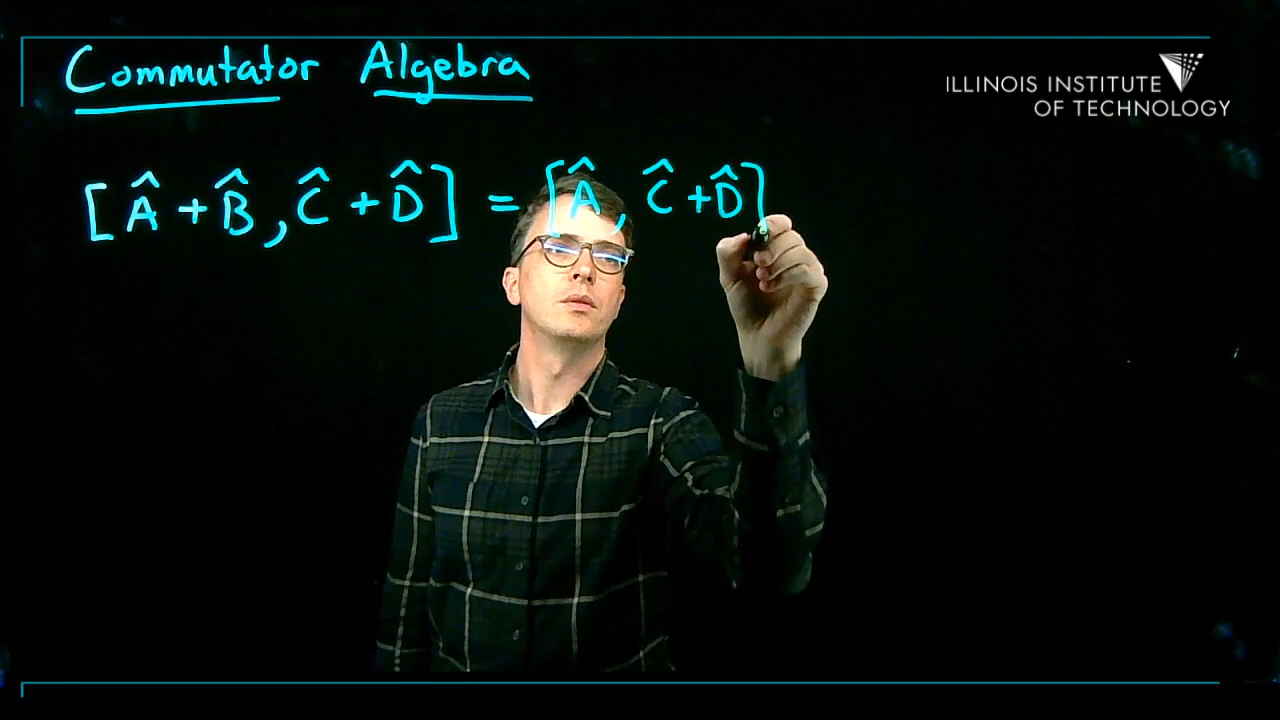 Commutator Algebra
ILLINOIS INSTITUTE
OF TECHNOLOGY
[Â + B̂, Ĉ + D̂] = [Â, Ĉ + D̂]